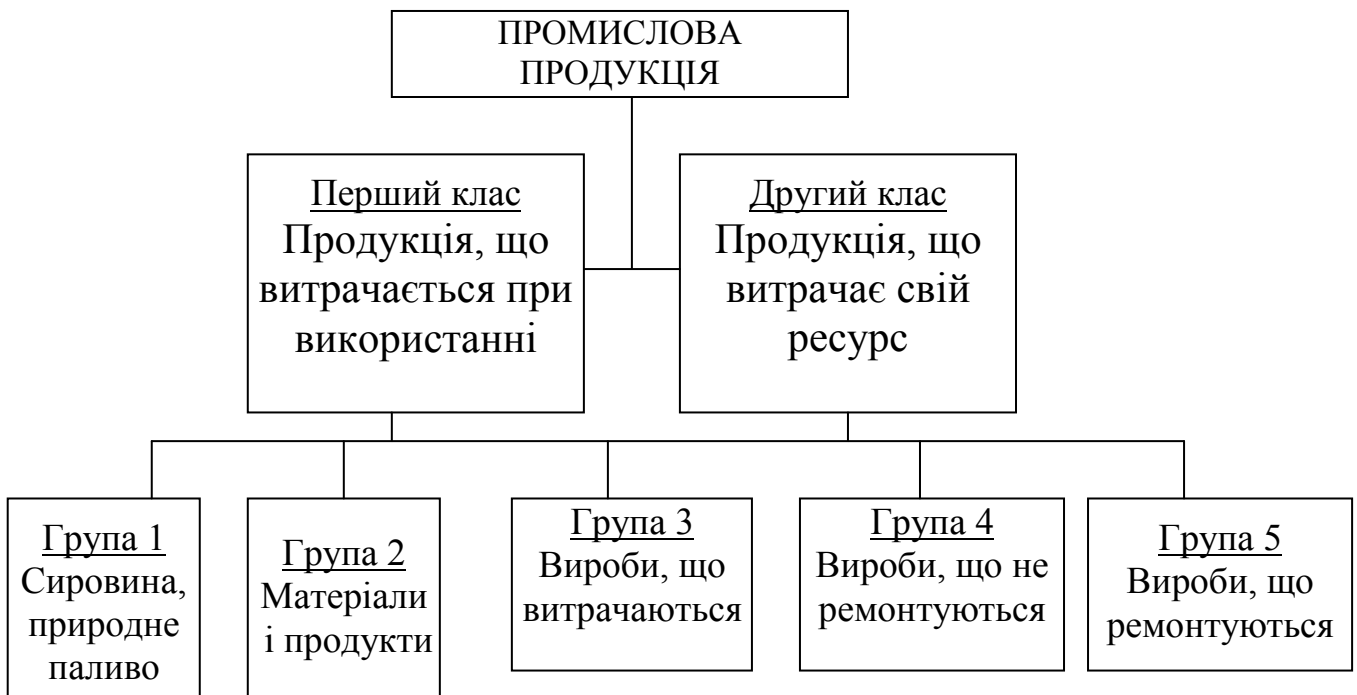 ПРОМИСЛОВА
ПРОДУКЦІЯ
Перший клас
Продукція, що
витрачається при
використанні
Другий клас
Продукція, що
витрачає свій
ресурс
Група 1
Сировина,
природне
паливо
Група 2
Матеріали
і продукти
Група 3
Вироби, що
витрачаються
Група 4
Вироби, що не
ремонтуються
Група 5
Вироби, що
ремонтуються